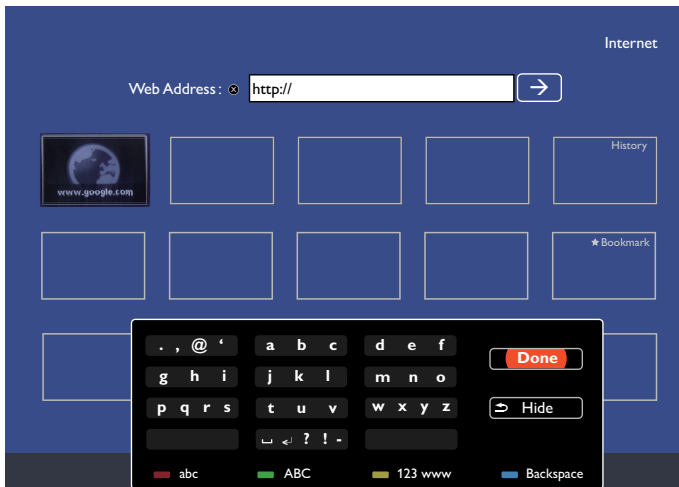 Internet
Web Address : http://
www.google.com
History
★ Bookmark
. , @ ‘ a b c d e f
Done
g h i j k l m n o
p q r s t u v w x y z
Hide
␣ ↲ ? ! -
abc ABC 123 www Backspace